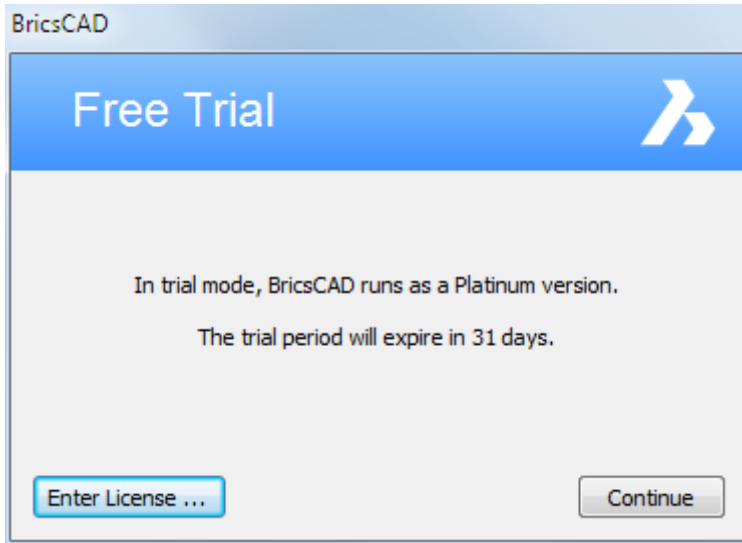 BricsCAD
Free Trial
In trial mode, BricsCAD runs as a Platinum version.
The trial period will expire in 31 days.
Enter License ...
Continue